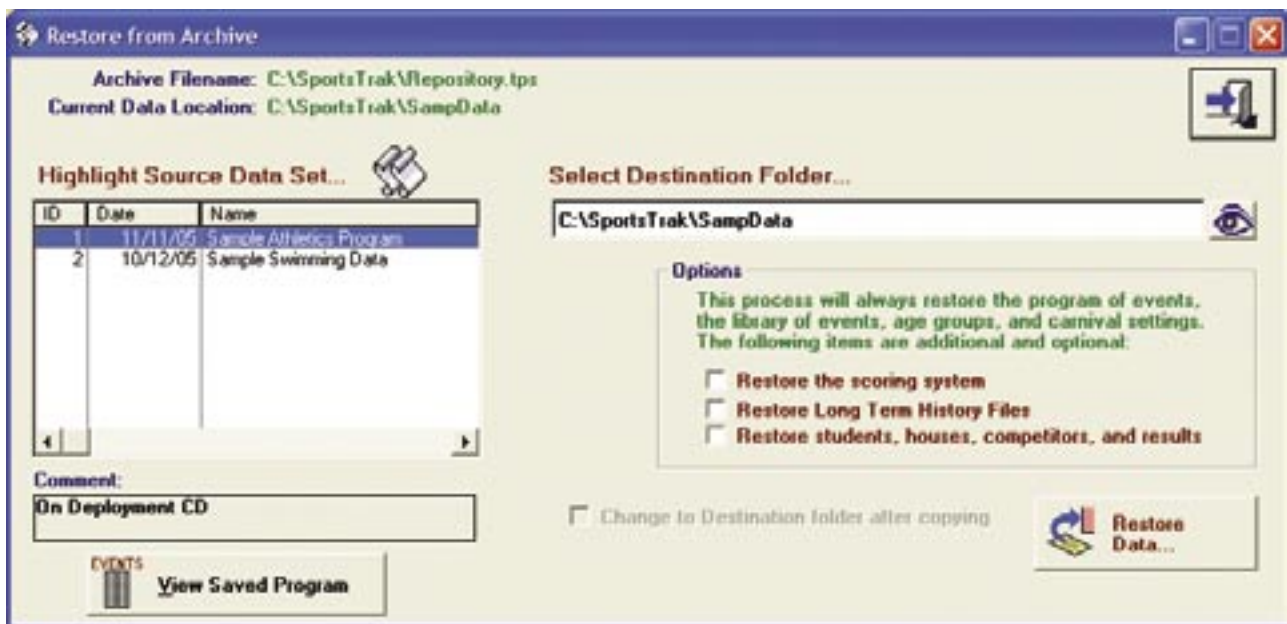 Restore from Archive
Archive Filename: C:\SportsTrak\Repository.tps
Current Data Location: C:\SportsTrak\SampData
Highlight Source Data Set...
ID Date Name
1 11/11/05 Sample Athletics Program
2 10/12/05 Sample Swimming Data
Comment:
On Deployment CD
EVENTS
View Saved Program
Select Destination Folder...
C:\SportsTrak\SampData
Options
This process will always restore the program of events,
the library of events, age groups, and carnival settings.
The following items are additional and optional:
Restore the scoring system
Restore Long Term History Files
Restore students, houses, competitors, and results
Change to Destination folder after copying
Restore
Data...